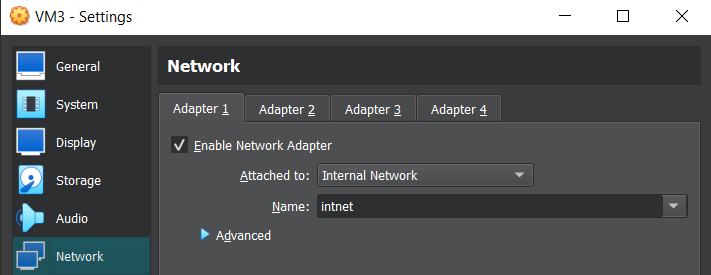 VM3 - Settings
General
System
Display
Storage
Audio
Network
Network
Adapter 1 Adapter 2 Adapter 3 Adapter 4
Enable Network Adapter
Attached to: Internal Network
Name: intnet
Advanced